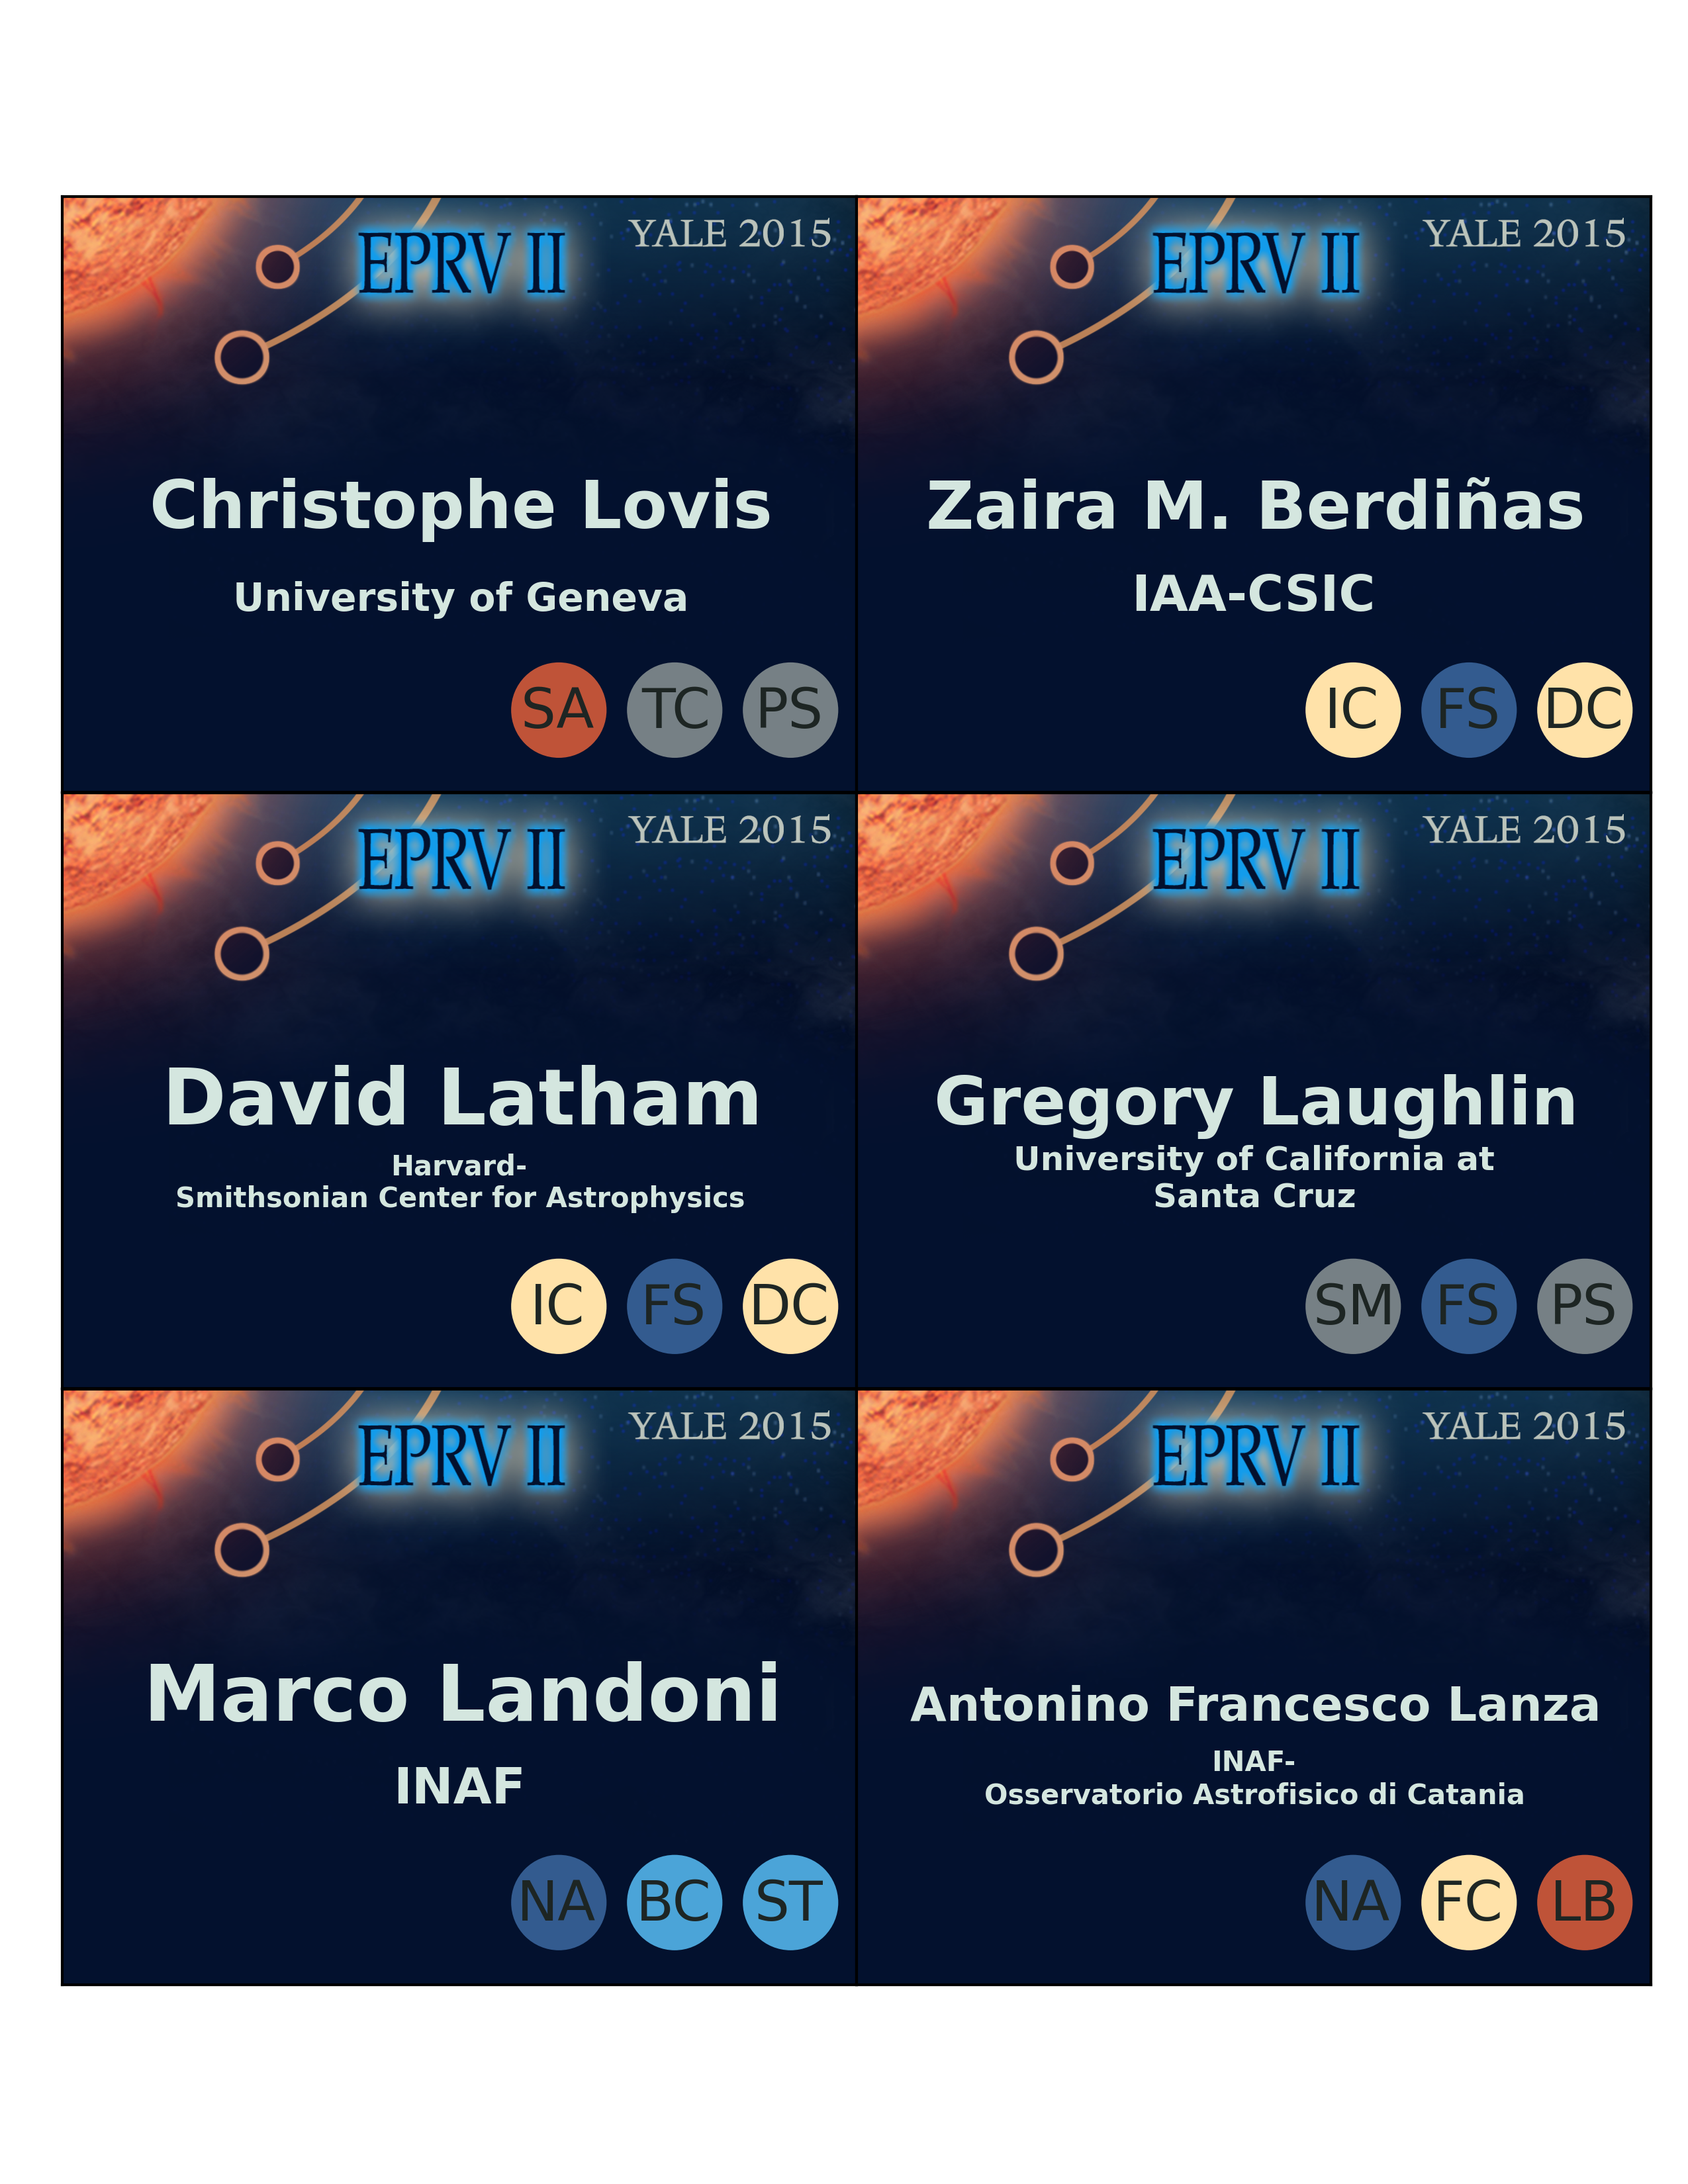 EPRV II
YALE 2015
Christophe Lovis
University of Geneva
SA TC PS
EPRV II
YALE 2015
Zaira M. Berdiñas
IAA-CSIC
IC FS DC
EPRV II
YALE 2015
David Latham
Harvard-
Smithsonian Center for Astrophysics
IC FS DC
EPRV II
YALE 2015
Gregory Laughlin
University of California at
Santa Cruz
SM FS PS
EPRV II
YALE 2015
Marco Landoni
INAF
NA BC ST
EPRV II
YALE 2015
Antonino Francesco Lanza
INAF-
Osservatorio Astrofisico di Catania
NA FC LB